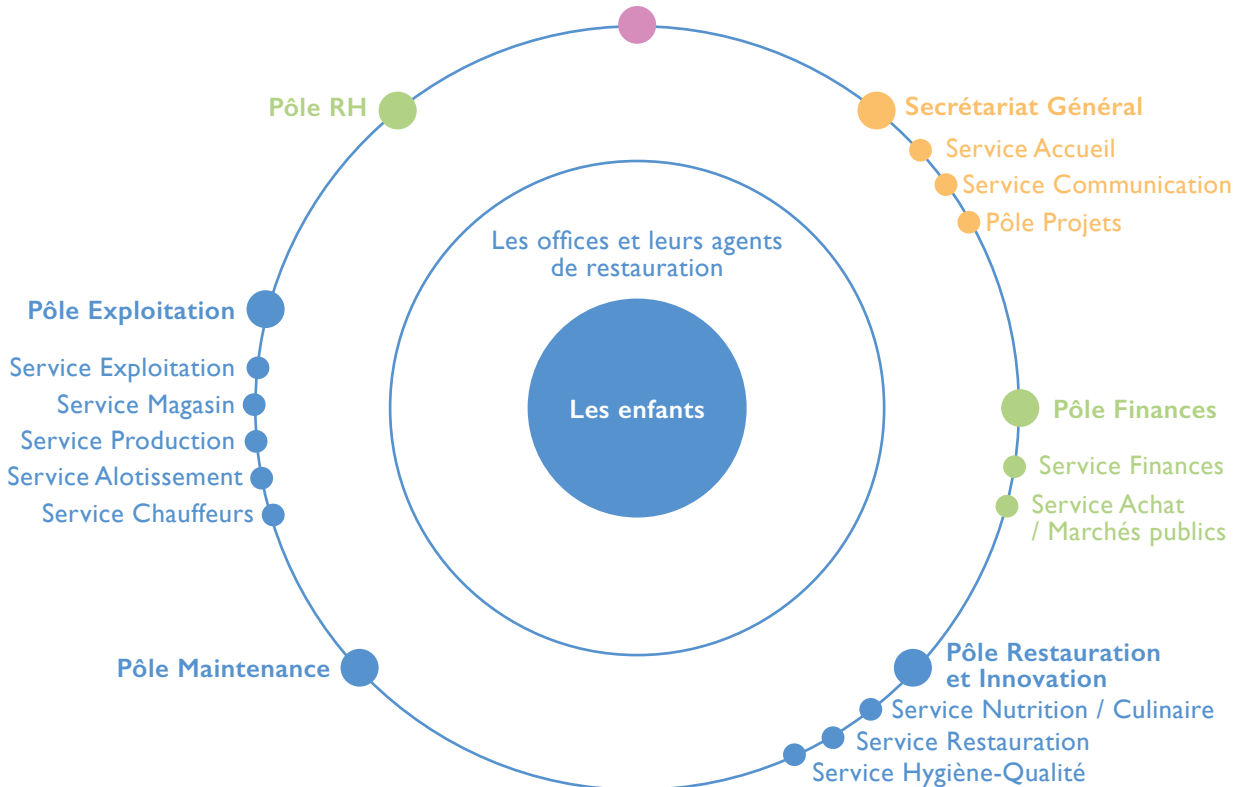 Pôle RH
Secrétariat Général
Service Accueil
Service Communication
Pôle Projets
Les offices et leurs agents
de restauration
Les enfants
Pôle Exploitation
Service Exploitation
Service Magasin
Service Production
Service Alotissement
Service Chauffeurs
Pôle Finances
Service Finances
Service Achat
/ Marchés publics
Pôle Maintenance
Pôle Restauration
et Innovation
Service Nutrition / Culinaire
Service Restauration
Service Hygiène-Qualité